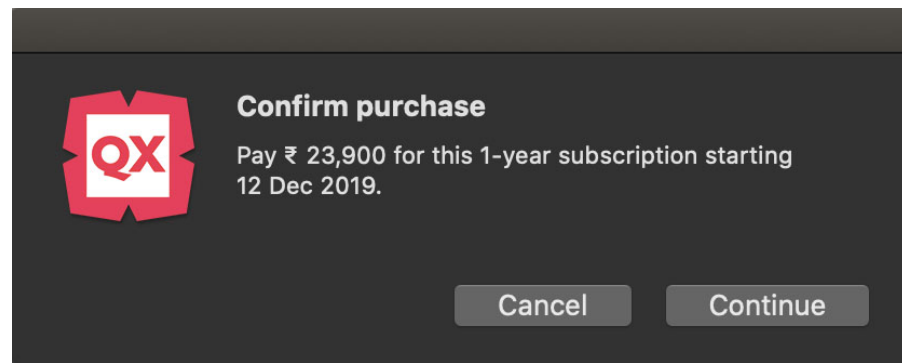 QX
Confirm purchase
Pay ₹ 23,900 for this 1-year subscription starting
12 Dec 2019.
Cancel
Continue